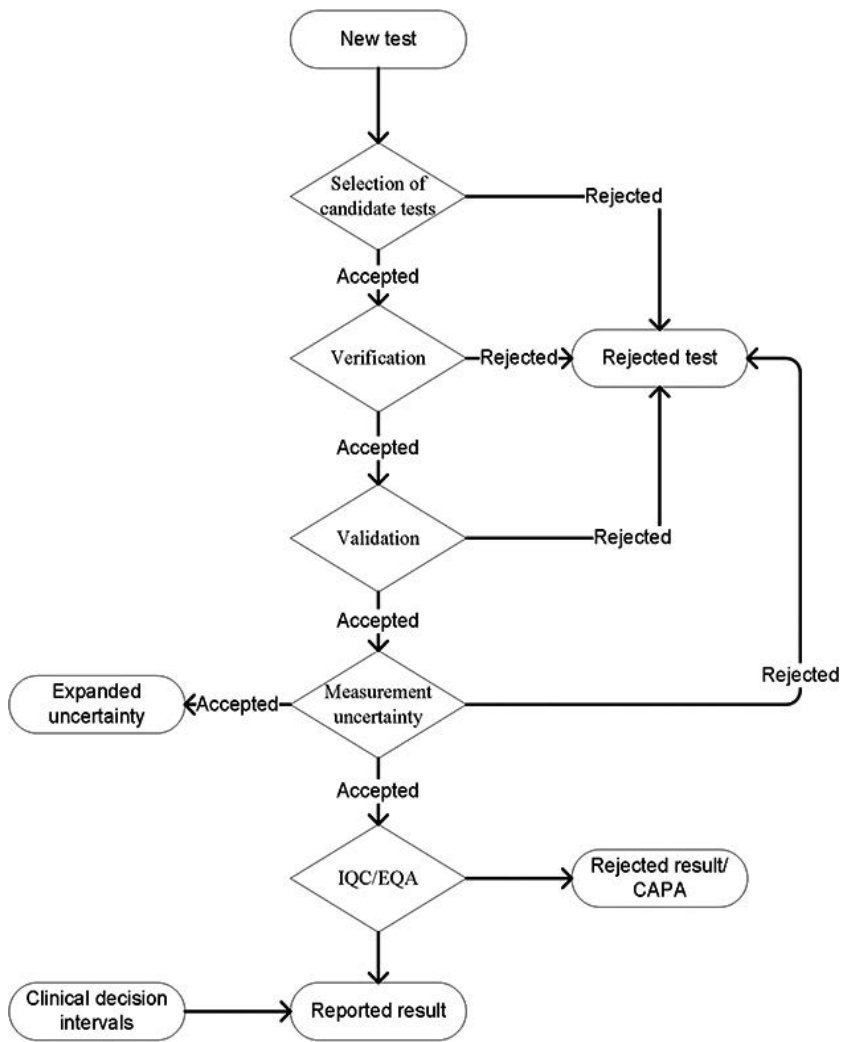 New test
Selection of
candidate tests
Rejected
Accepted
Verification
Rejected
Rejected test
Accepted
Validation
Rejected
Accepted
Rejected
Expanded
uncertainty
Accepted
Measurement
uncertainty
Accepted
IQC/EQA
Rejected result/
CAPA
Clinical decision
intervals
Reported result